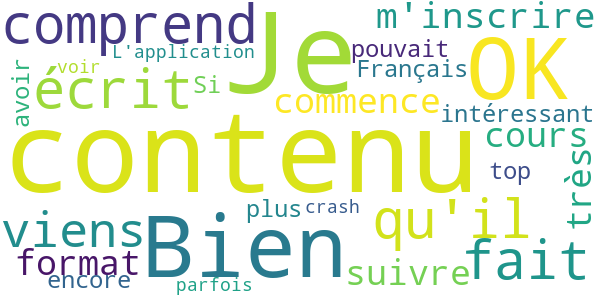 comprend
Je
m'inscrire
L'application
pouvait
OK
voir
Français
avoir
écrit
Si
commence
intéressant
contenu
cours
top
très
viens
Bien
plus
crash
qu'il
fait
format
encore
parfois
suivre